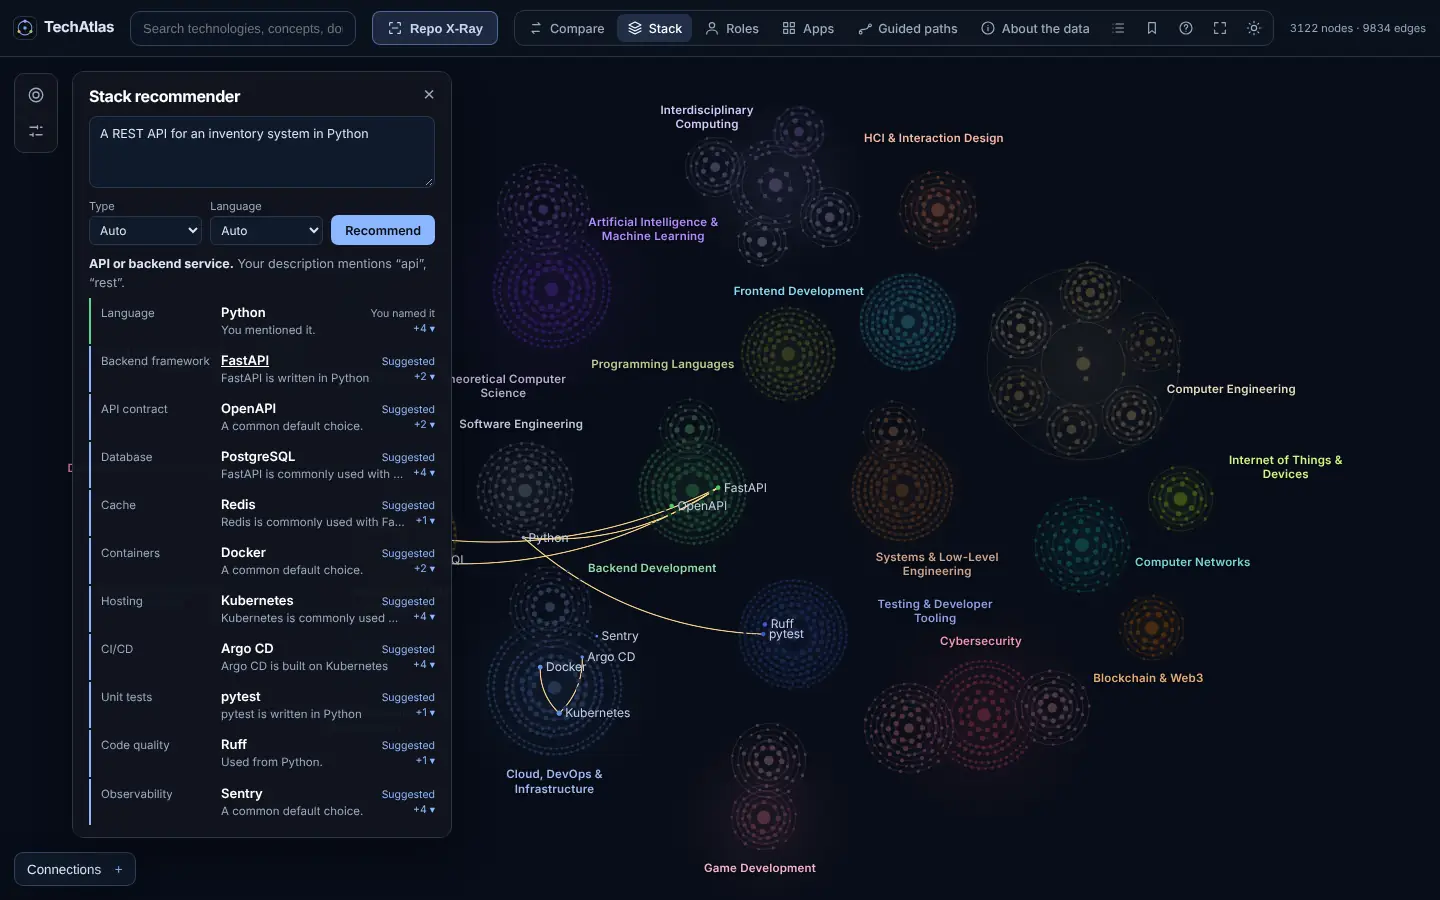 TechAtlas
Search technologies, concepts, do
Repo X-Ray
Compare
Stack
Roles
Apps
Guided paths
About the data
3122 nodes · 9834 edges
Stack recommender
A REST API for an inventory system in Python
Type
Language
Auto
Auto
Recommend
API or backend service. Your description mentions “api”,
“rest”.
Language
Python
You named it
You mentioned it.
+4 ▾
Backend framework
FastAPI
Suggested
FastAPI is written in Python
+2 ▾
API contract
OpenAPI
Suggested
A common default choice.
+2 ▾
Database
PostgreSQL
Suggested
FastAPI is commonly used with ...
+4 ▾
Cache
Redis
Suggested
Redis is commonly used with Fa...
+1 ▾
Containers
Docker
Suggested
A common default choice.
+2 ▾
Hosting
Kubernetes
Suggested
Kubernetes is commonly used ...
+4 ▾
CI/CD
Argo CD
Suggested
Argo CD is built on Kubernetes
+4 ▾
Unit tests
pytest
Suggested
pytest is written in Python
+1 ▾
Code quality
Ruff
Suggested
Used from Python.
+1 ▾
Observability
Sentry
Suggested
A common default choice.
+4 ▾
Connections +
Interdisciplinary
Computing
HCI & Interaction Design
Artificial Intelligence &
Machine Learning
Frontend Development
Programming Languages
eoretical Computer
Science
Computer Engineering
Software Engineering
Internet of Things &
Devices
FastAPI
OpenAPI
Python
Backend Development
Systems & Low-Level
Engineering
Computer Networks
Testing & Developer
Tooling
Ruff
pytest
Sentry
Argo CD
Docker
Kubernetes
Cybersecurity
Blockchain & Web3
Cloud, DevOps &
Infrastructure
Game Development